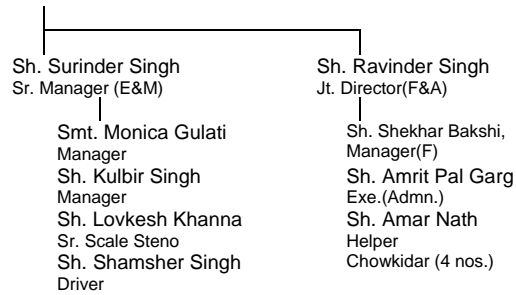 Sh. Surinder Singh
Sr. Manager (E&M)
Smt. Monica Gulati
Manager
Sh. Kulbir Singh
Manager
Sh. Lovkesh Khanna
Sr. Scale Steno
Sh. Shamsher Singh
Driver
Sh. Ravinder Singh
Jt. Director(F&A)
Sh. Shekhar Bakshi,
Manager(F)
Sh. Amrit Pal Garg
Exe.(Admn.)
Sh. Amar Nath
Helper
Chowkidar (4 nos.)